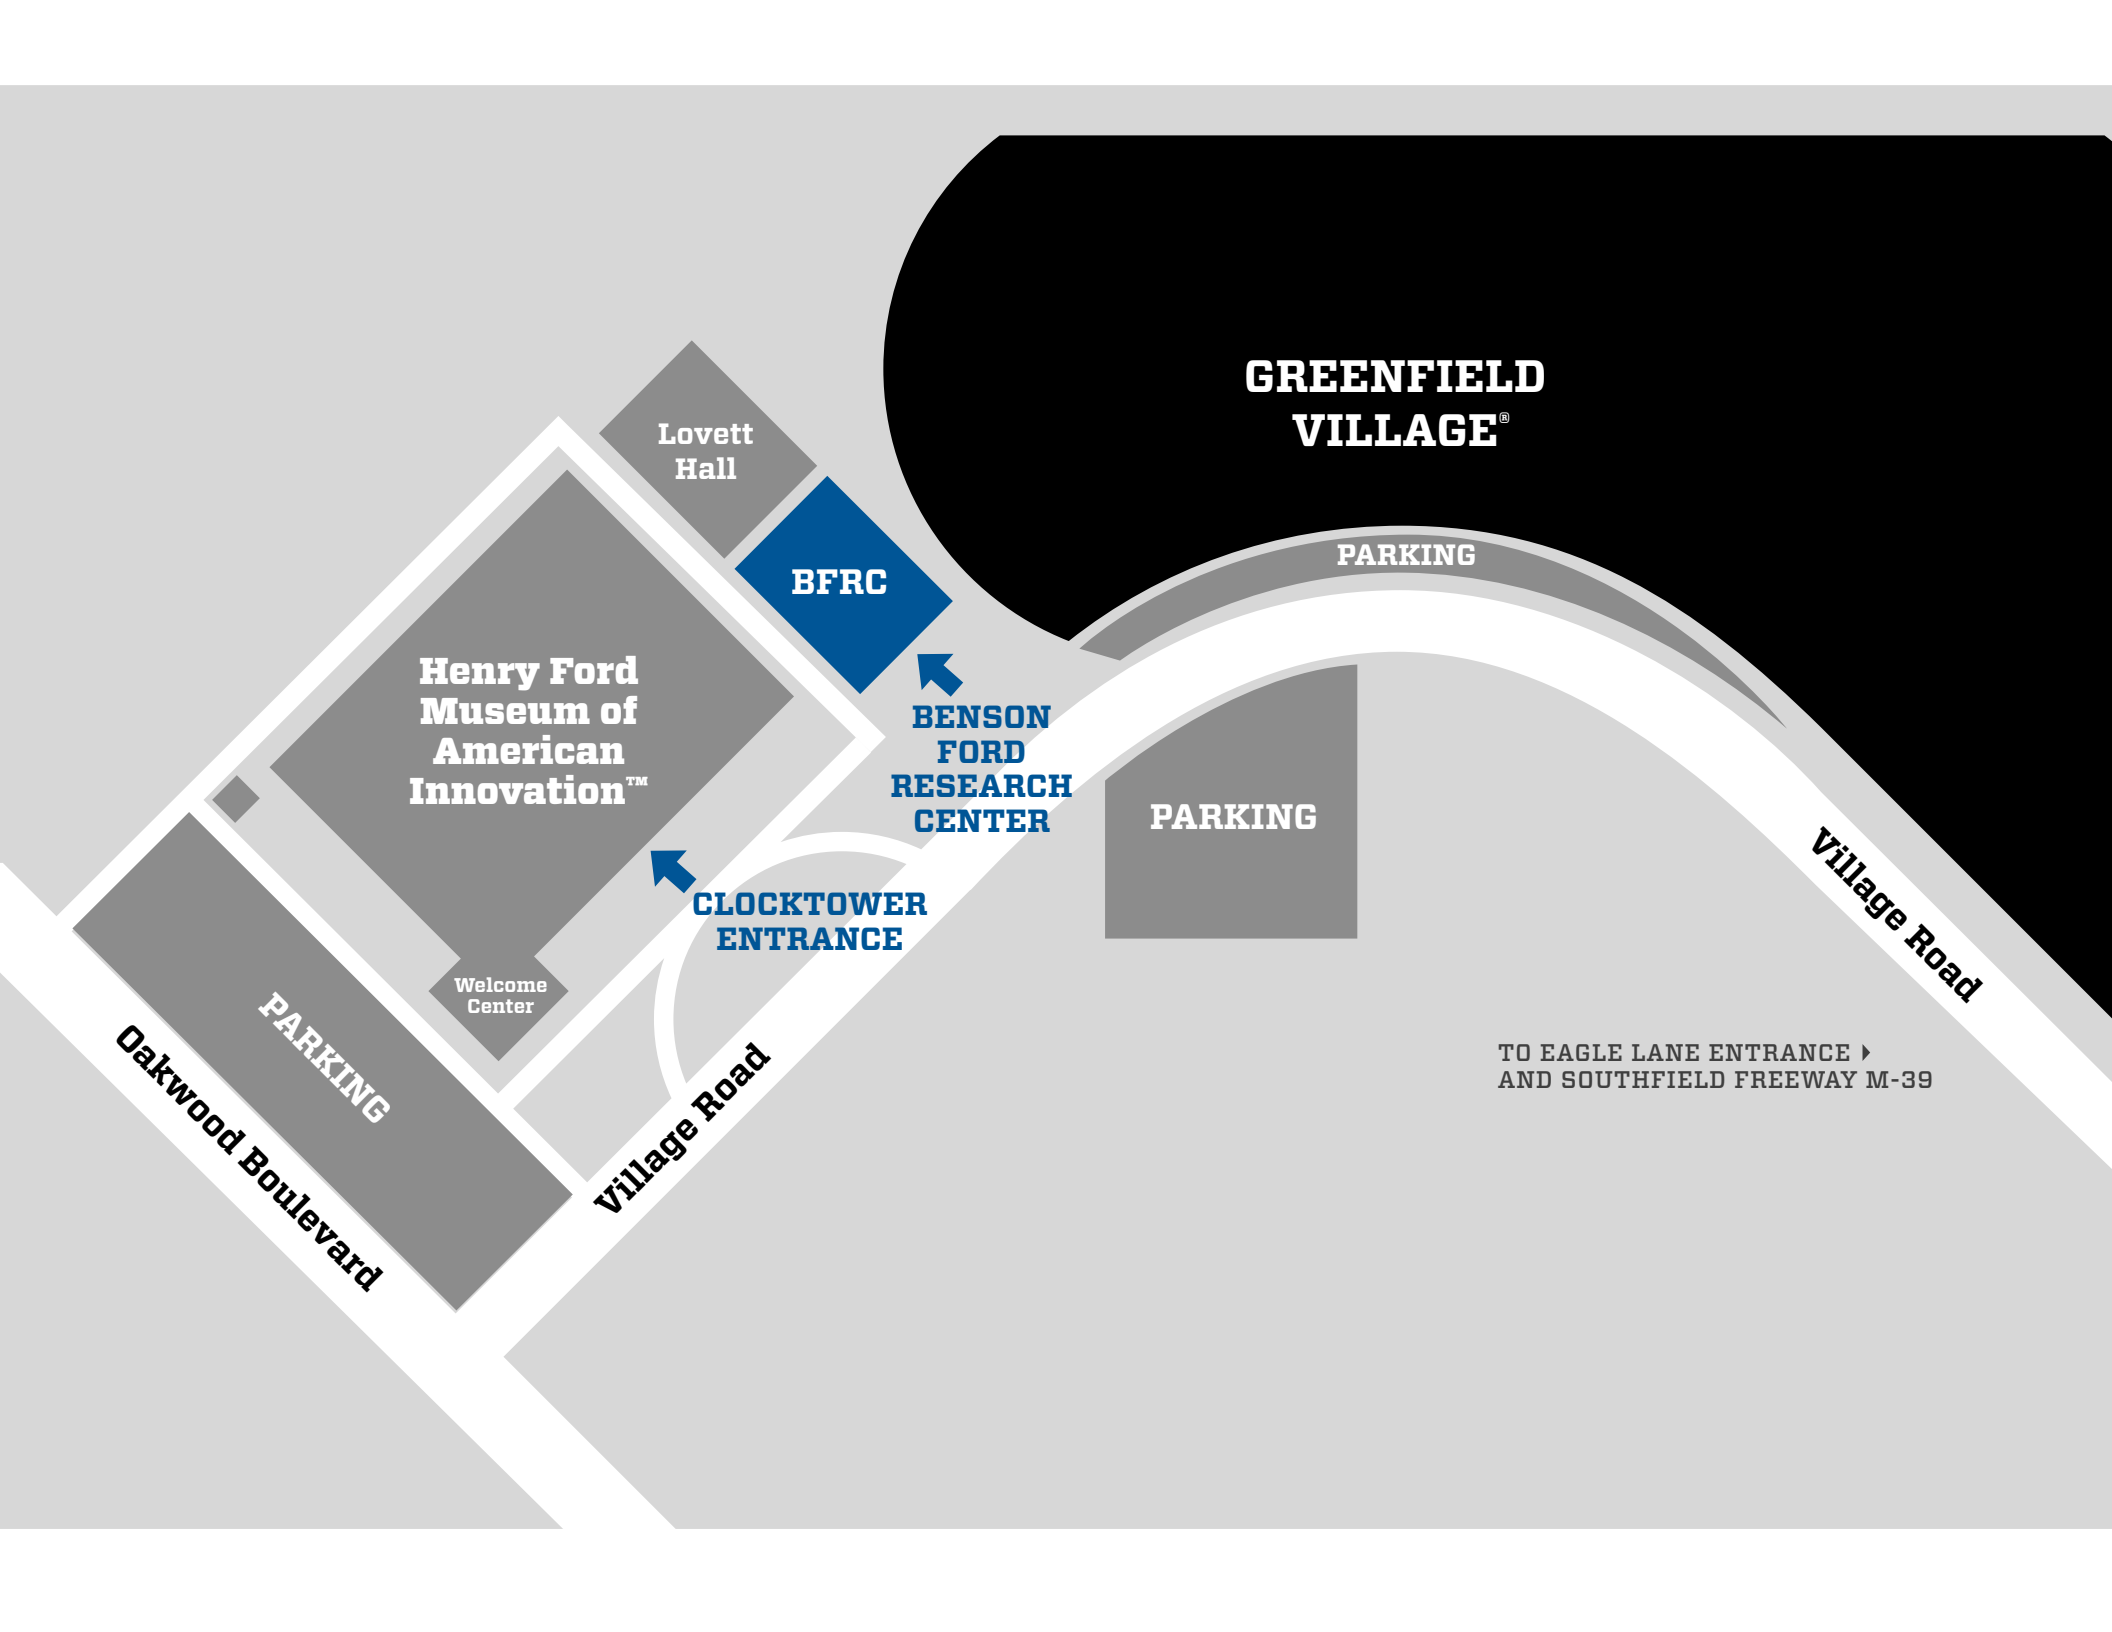 GREENFIELD
VILLAGE®
Lovett
Hall
PARKING
BFRC
Henry Ford
Museum of
American
Innovation™
BENSON
FORD
RESEARCH
CENTER
PARKING
CLOCKTOWER
ENTRANCE
Village Road
Welcome
Center
PARKING
Oakwood Boulevard
Village Road
TO EAGLE LANE ENTRANCE
AND SOUTHFIELD FREEWAY M-39